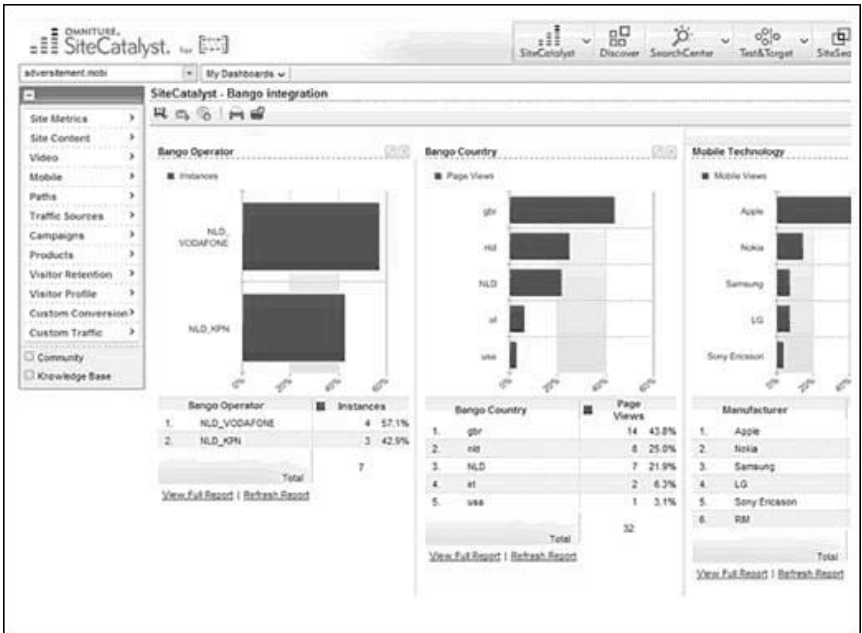 OMNITURE.
SiteCatalyst. for
SiteCatalyst
Discover
SearchCenter
Test&Target
SiteSea
adversitement.mobi
My Dashboards
SiteCatalyst - Bango integration
Site Metrics
Site Content
Video
Mobile
Paths
Traffic Sources
Campaigns
Products
Visitor Retention
Visitor Profile
Custom Conversion
Custom Traffic
Community
Knowledge Base
Bango Operator
Instances
NLD_
VODAFONE
NLD_KPN
0% 20% 40% 60%
Bango Operator Instances
1. NLD_VODAFONE 4 57.1%
2. NLD_KPN 3 42.9%
Total 7
View Full Report | Refresh Report
Bango Country
Page Views
gbr
nld
NLD
usa
0% 20% 40% 60%
Bango Country Page
Views
1. gbr 14 43.8%
2. nld 8 25.0%
3. NLD 7 21.9%
4. 2 6.3%
5. usa 1 3.1%
Total 32
View Full Report | Refresh Report
Mobile Technology
Mobile Views
Apple
Nokia
Samsung
LG
Sony Ericsson
0% 20% 40%
Manufacturer
1. Apple
2. Nokia
3. Samsung
4. LG
5. Sony Ericsson
6. RIM
Total
View Full Report | Refresh Report